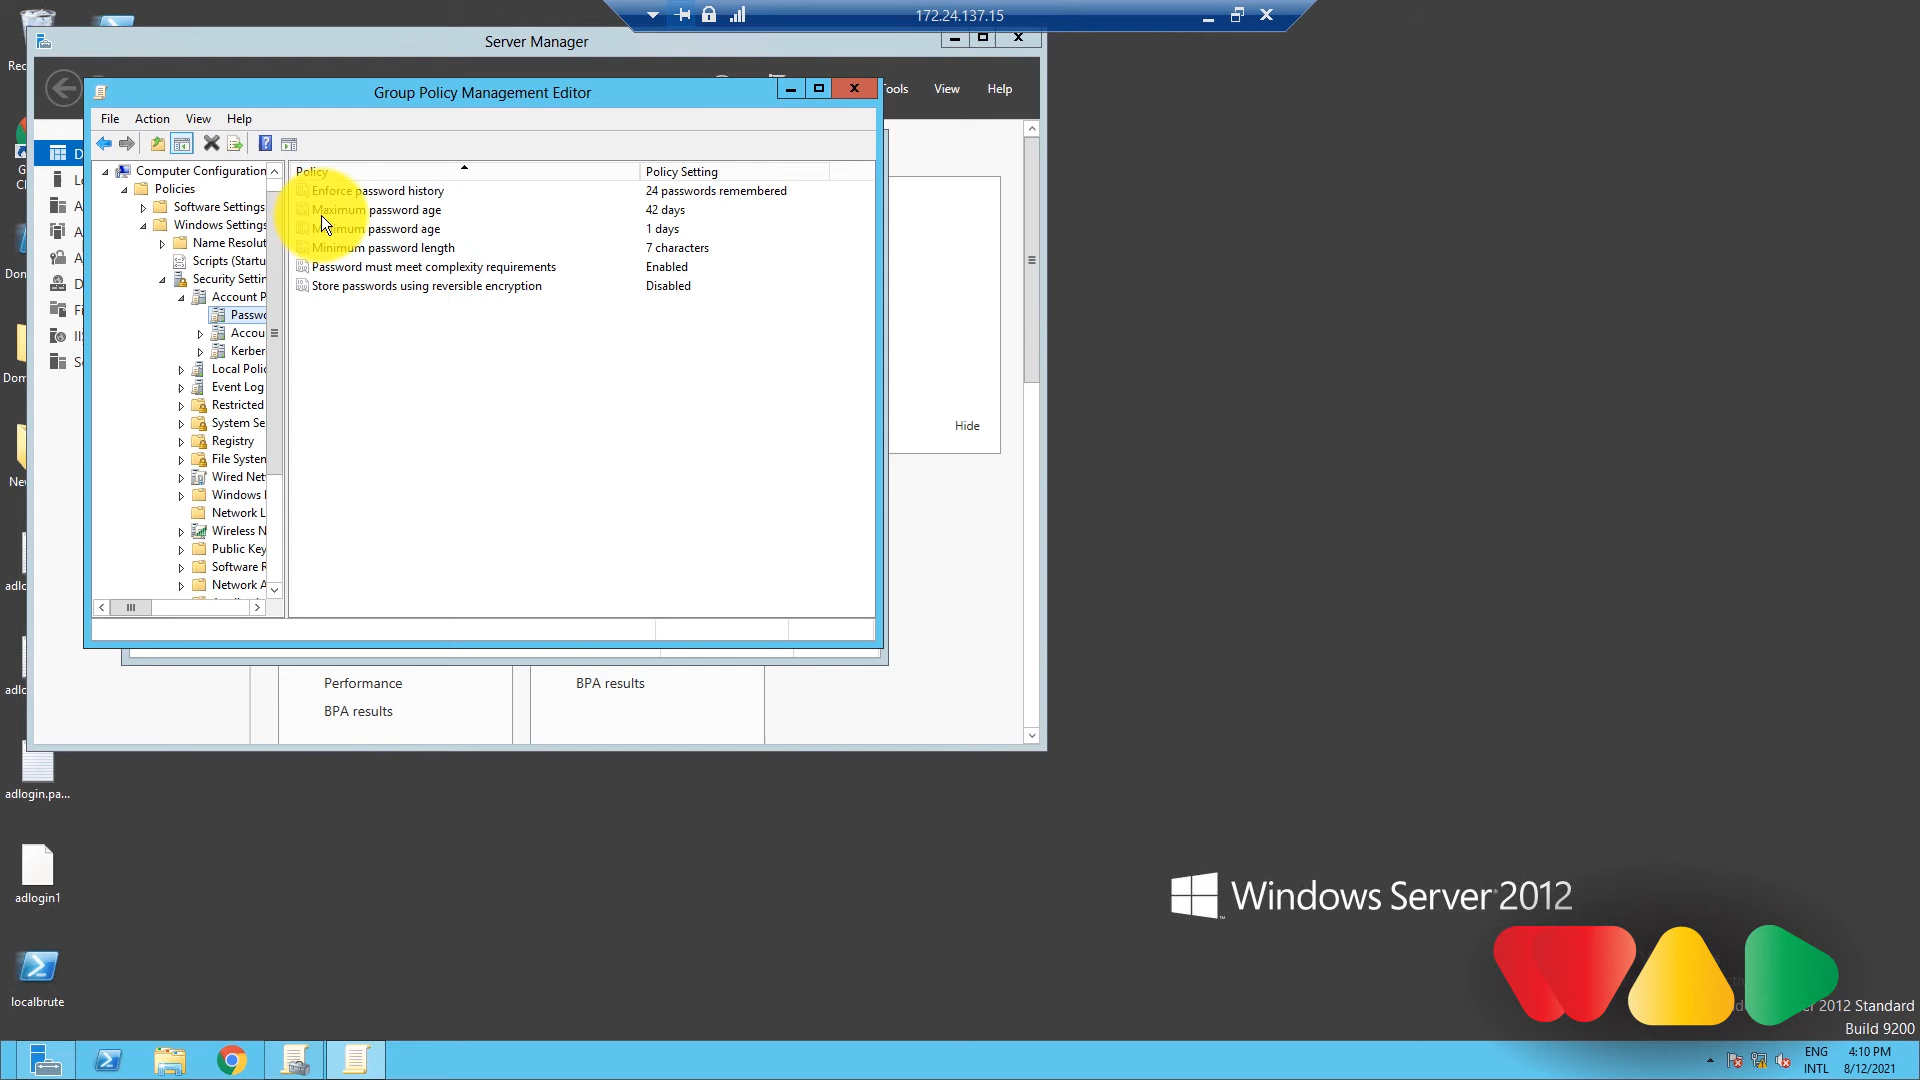 172.24.137.15
Server Manager
Tools
View
Help
Group Policy Management Editor
File
Action
View
Help
Computer Configuration
Policies
Software Settings
Windows Settings
Name Resolut
Scripts (Startu
Security Settin
Account P
Passwo
Accou
Kerber
Local Polic
Event Log
Restricted
System Se
Registry
File System
Wired Net
Windows
Network L
Wireless N
Public Key
Software R
Network A
Policy
Policy Setting
Enforce password history
24 passwords remembered
Maximum password age
42 days
Minimum password age
1 days
Minimum password length
7 characters
Password must meet complexity requirements
Enabled
Store passwords using reversible encryption
Disabled
Hide
Performance
BPA results
BPA results
adlogin.pa...
adlogin1
localbrute
Windows Server 2012
2012 Standard
Build 9200
ENG
INTL
4:10 PM
8/12/2021